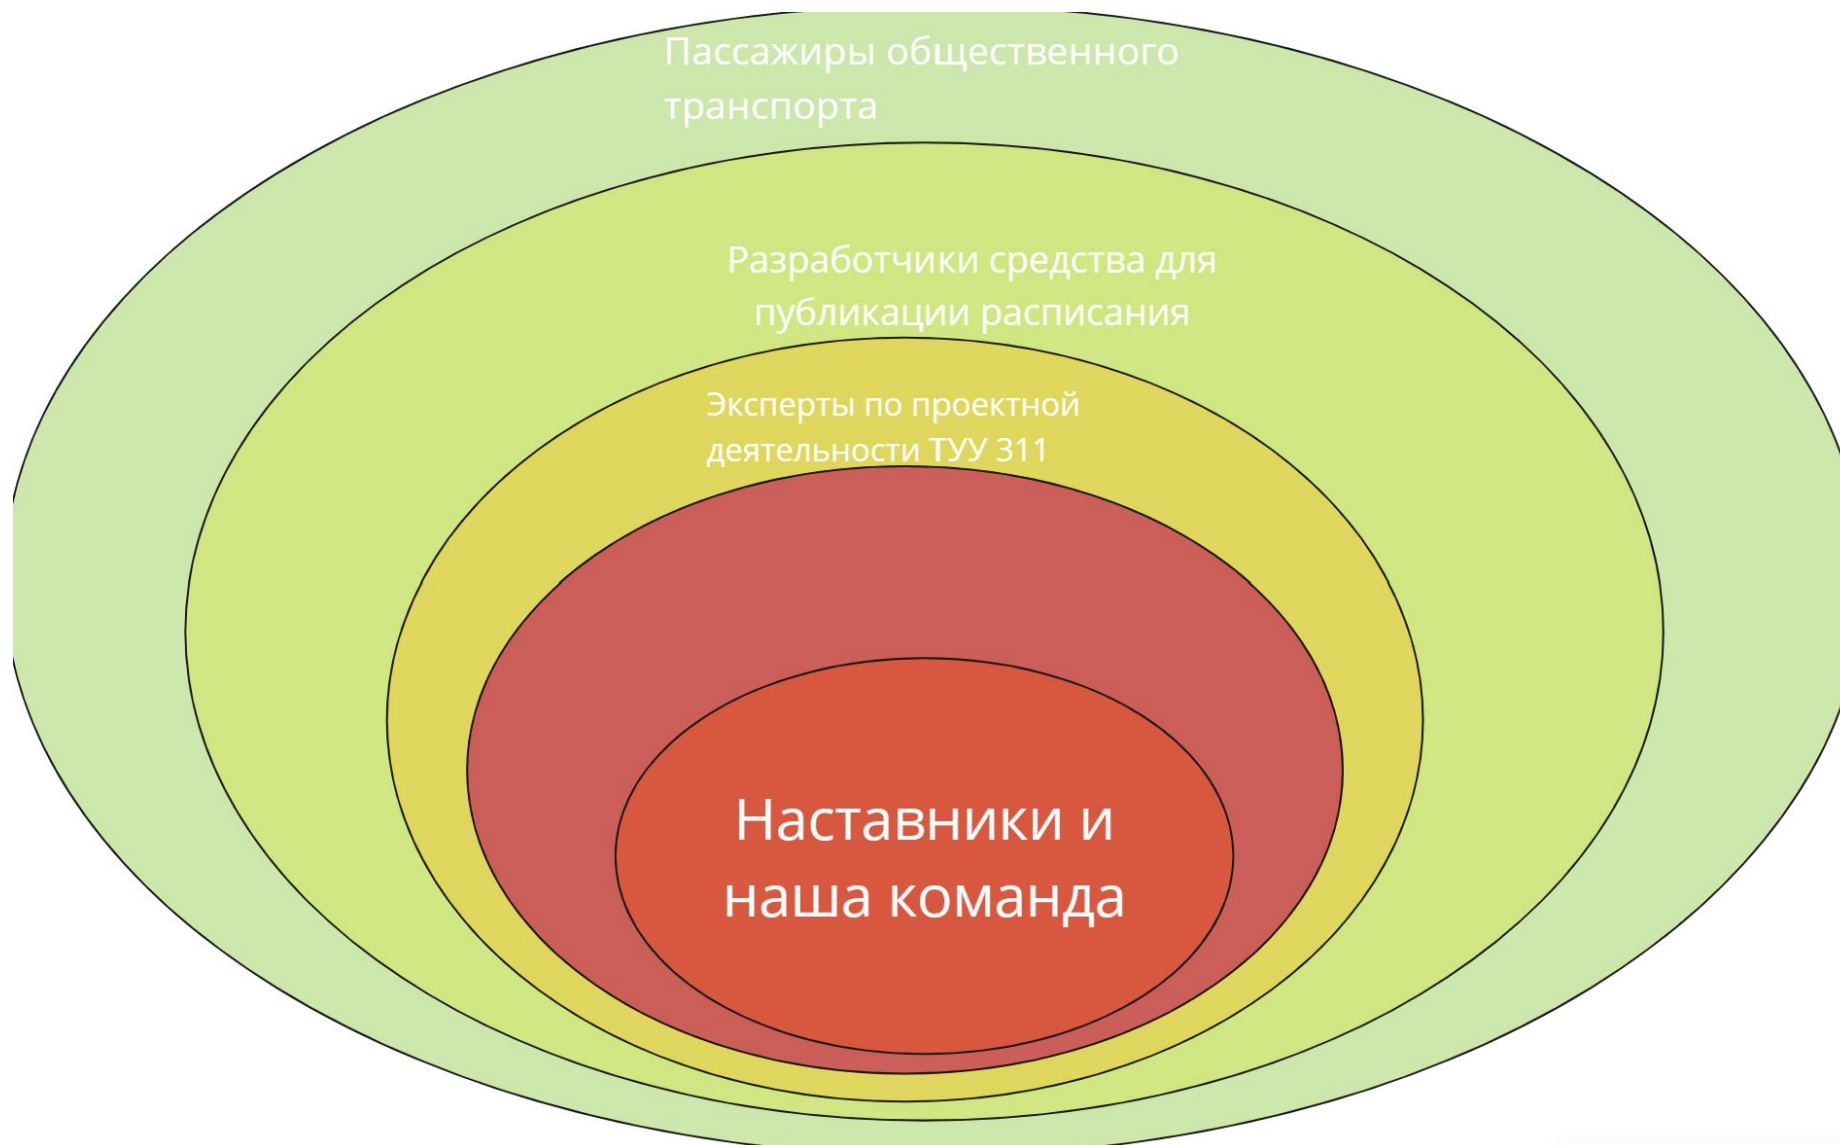 Пассажиры общественного
транспорта
Разработчики средства для
публикации расписания
Эксперты по проектной
деятельности ТУУ 311
Наставники и
наша команда